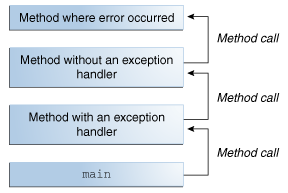 Method where error occurred
Method call
Method without an exception
handler
Method call
Method with an exception
handler
Method call
main